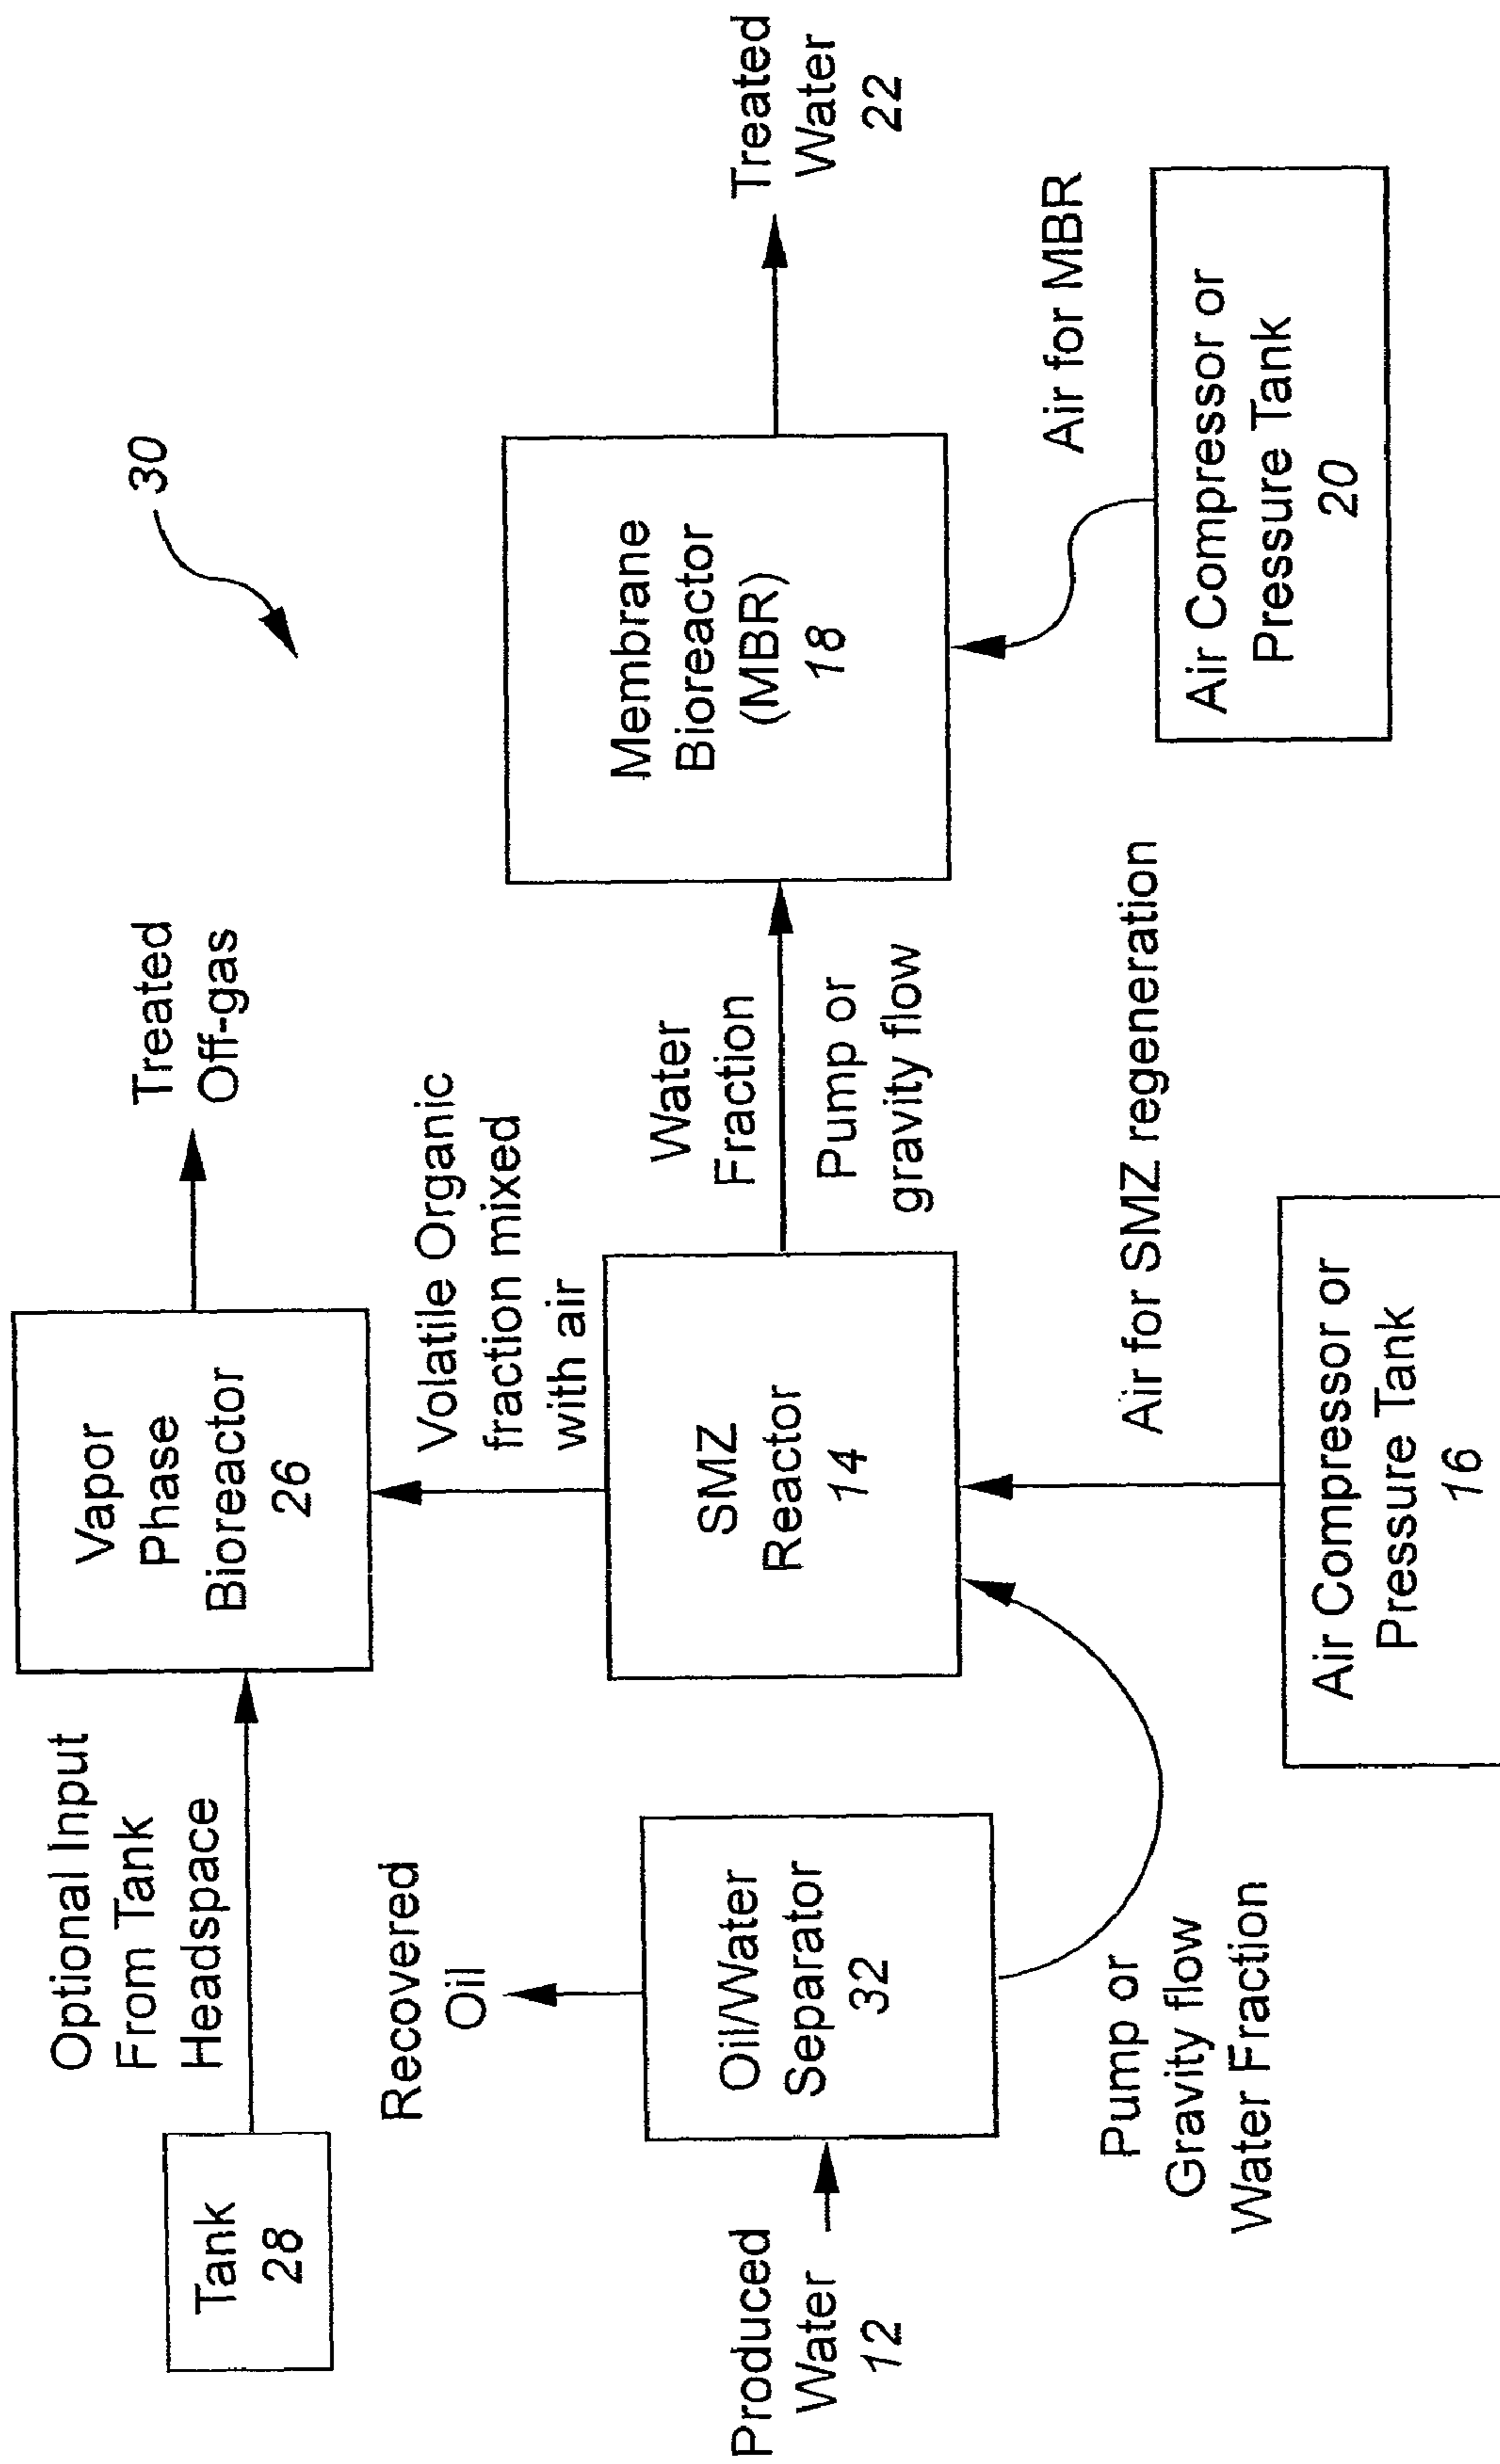 30
Tank
28
Optional Input
From Tank
Headspace
Vapor
Phase
Bioreactor
26
Treated
Off-gas
Recovered
Oil
Volatile Organic
fraction mixed
with air
Produced
Water
12
Oil/Water
Separator
32
SMZ
Reactor
14
Water
Fraction
Pump or
gravity flow
Membrane
Bioreactor
(MBR)
18
Treated
Water
22
Pump or
Gravity flow
Water Fraction
Air for SMZ regeneration
Air for MBR
Air Compressor or
Pressure Tank
16
Air Compressor or
Pressure Tank
20